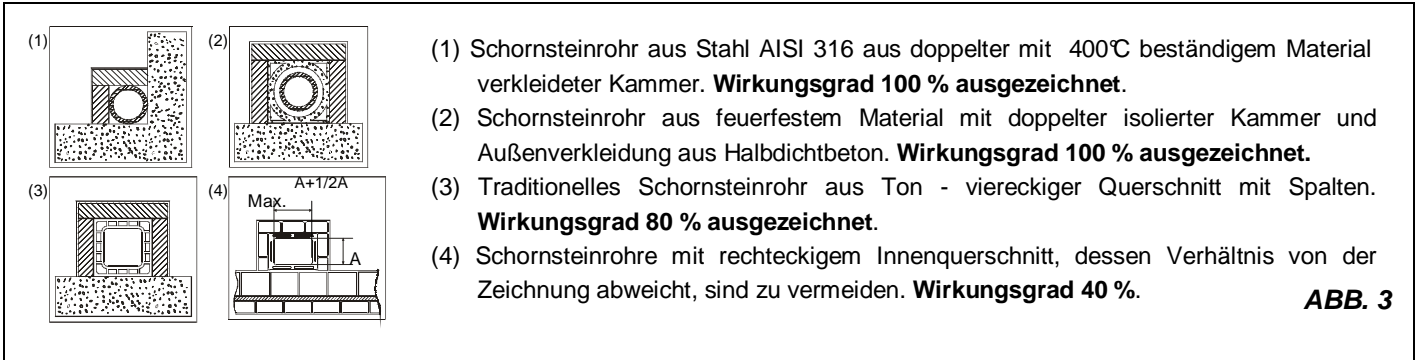 (1)
(2)
(3)
(4)
A+1/2A
Max.
A
(1) Schornsteinrohr aus Stahl AISI 316 aus doppelter mit 400℃ beständigem Material
verkleideter Kammer. Wirkungsgrad 100 % ausgezeichnet.
(2) Schornsteinrohr aus feuerfestem Material mit doppelter isolierter Kammer und
Außenverkleidung aus Halbdichtbeton. Wirkungsgrad 100 % ausgezeichnet.
(3) Traditionelles Schornsteinrohr aus Ton - viereckiger Querschnitt mit Spalten.
Wirkungsgrad 80 % ausgezeichnet.
(4) Schornsteinrohre mit rechteckigem Innenquerschnitt, dessen Verhältnis von der
Zeichnung abweicht, sind zu vermeiden. Wirkungsgrad 40 %.
ABB. 3